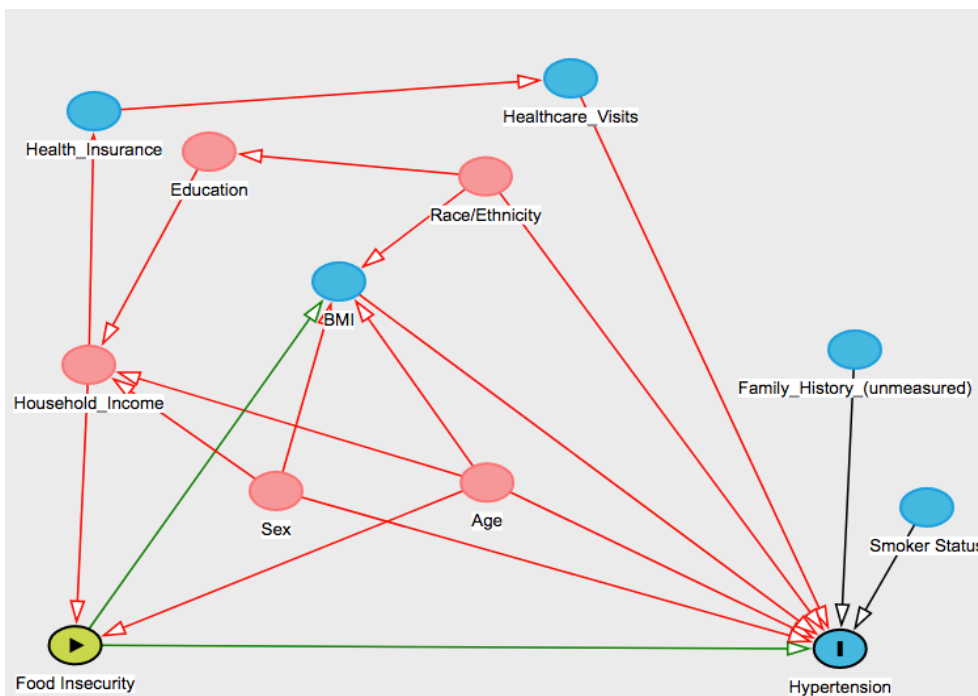 Healthcare_Visits
Health_Insurance
Education
Race/Ethnicity
BMI
Family_History_(unmeasured)
Household_Income
Sex
Age
Smoker Status
Food Insecurity
Hypertension